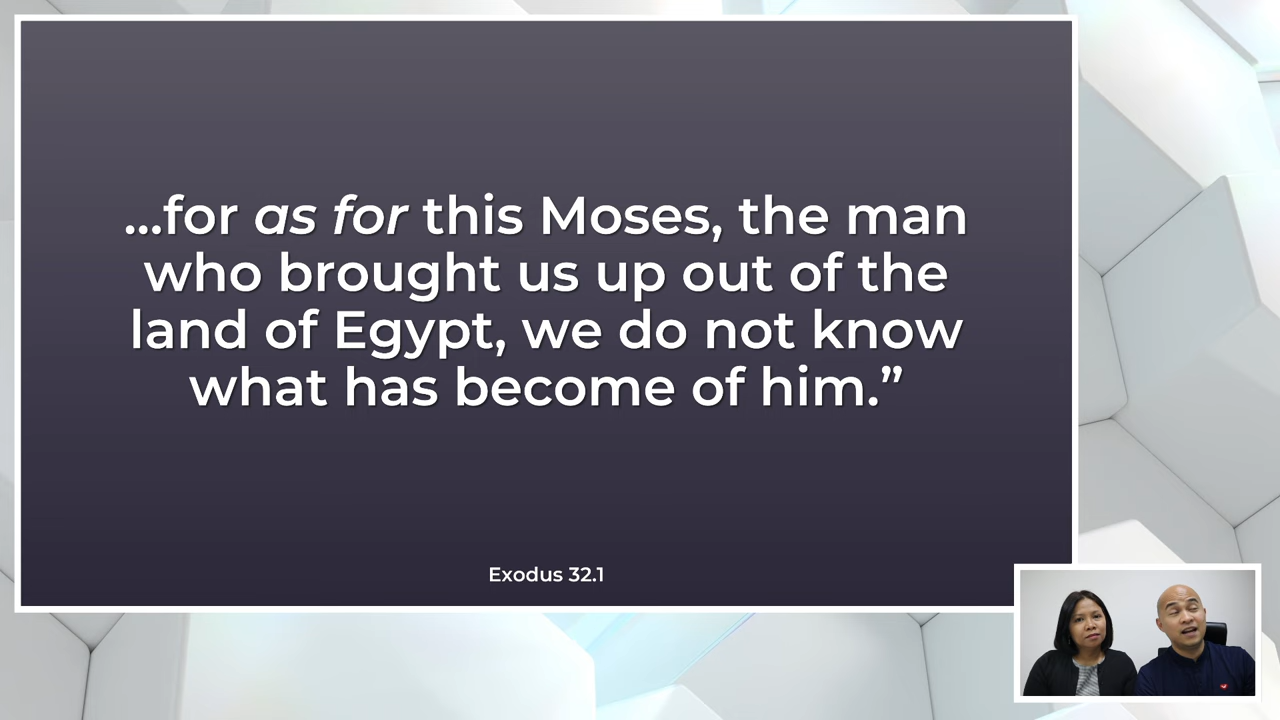 ...for as for this Moses, the man
who brought us up out of the
land of Egypt, we do not know
what has become of him.”
Exodus 32.1